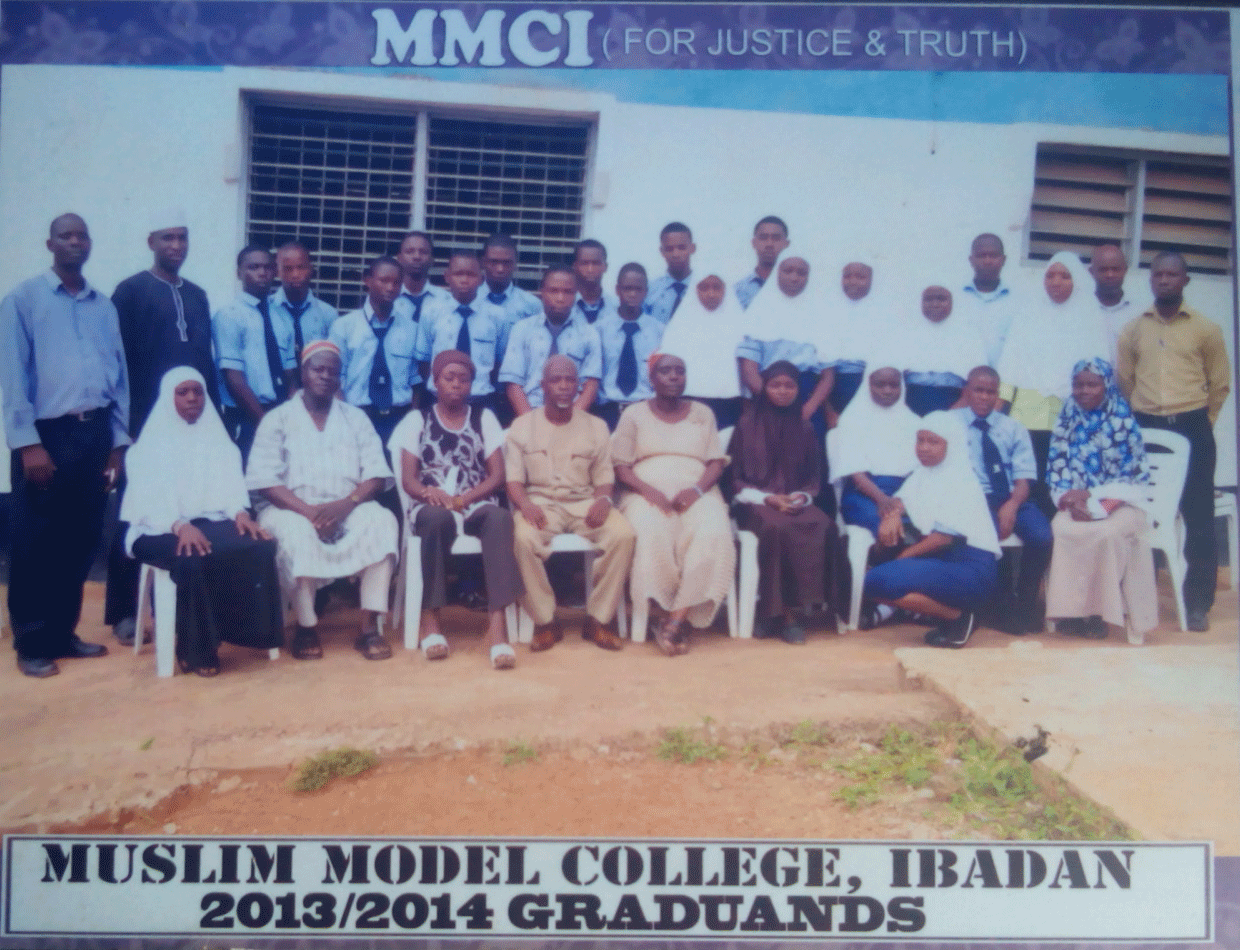 MMCI ( FOR JUSTICE & TRUTH)
MUSLIM MODEL COLLEGE, IBADAN
2013/2014 GRADUANDS